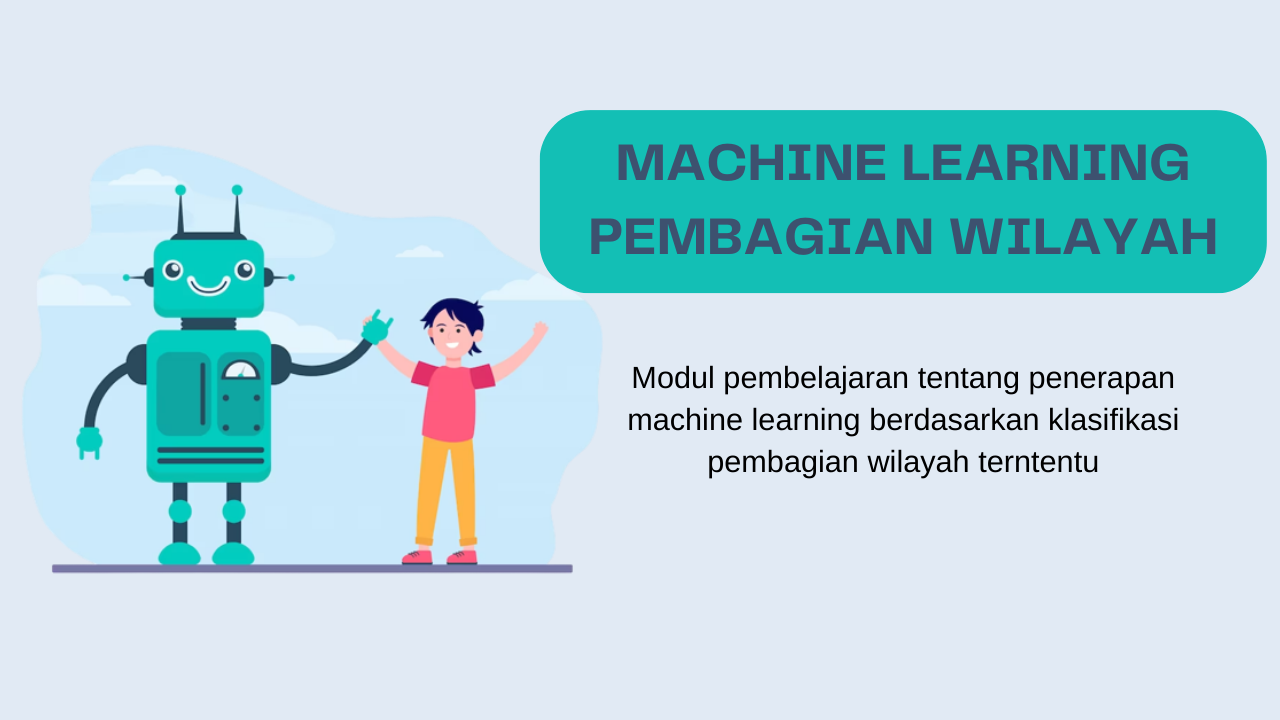 MACHINE LEARNING
PEMBAGIAN WILAYAH
Modul pembelajaran tentang penerapan
machine learning berdasarkan klasifikasi
pembagian wilayah terntentu